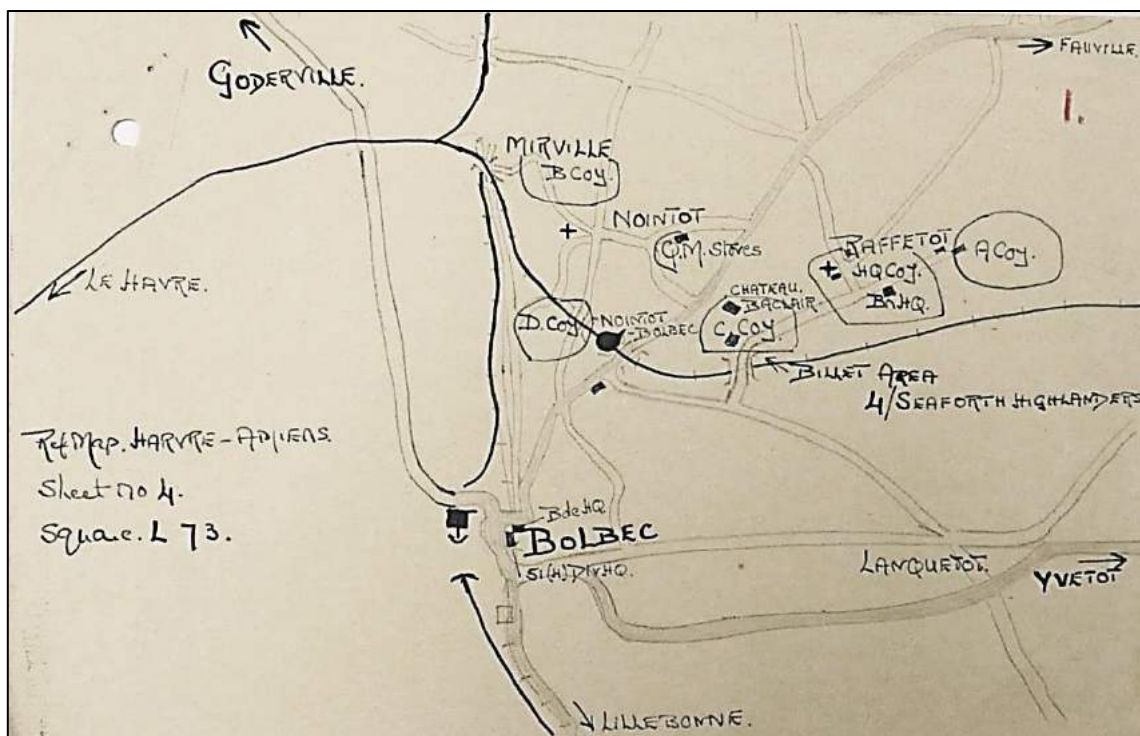 GODERVILLE.
FAUVILLE.
1.
MIRVILLE
B COY.
NOINTOT
Q.M. Stores
RAFFETOT
HQ COY.
A COY.
BN HQ.
LE HAVRE.
CHATEAU.
BACLAIR
D. COY
NOINTOT
-BOLBEC
C. COY
BILLET AREA
4/SEAFORTH HIGHLANDERS
Ref Map. HARVRE-AMIENS.
Sheet no 4.
Square. L 73.
Bde HQ
BOLBEC
51(H) DIV HQ.
LANQUETOT.
YVETOT
LILLEBONNE.